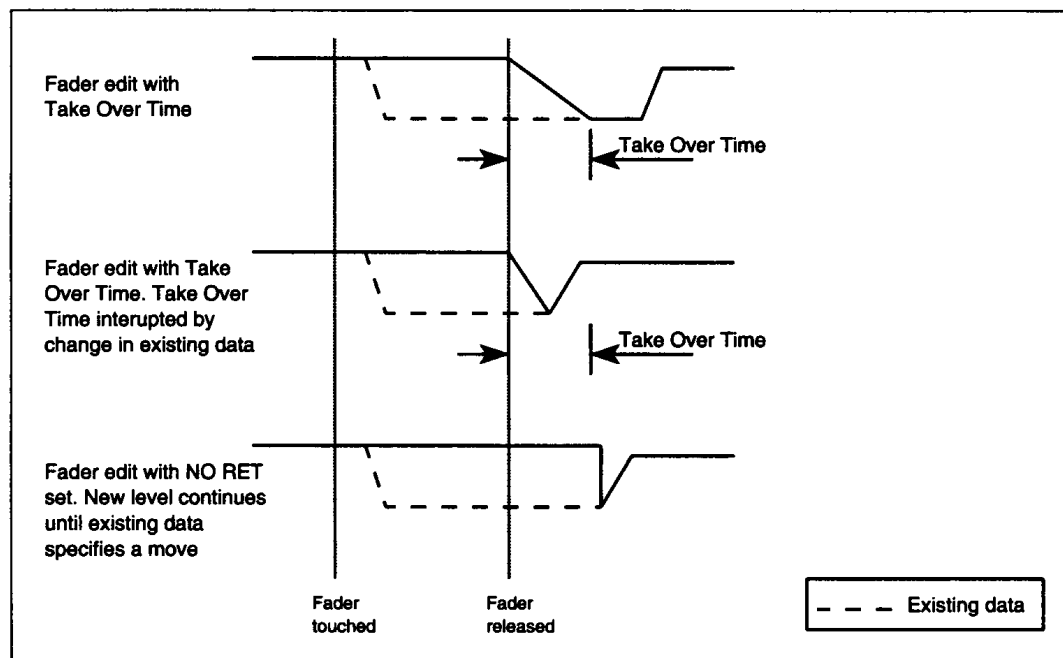 Fader edit with
Take Over Time
Take Over Time
Fader edit with Take
Over Time. Take Over
Time interupted by
change in existing data
Take Over Time
Fader edit with NO RET
set. New level continues
until existing data
specifies a move
Fader
touched
Fader
released
Existing data